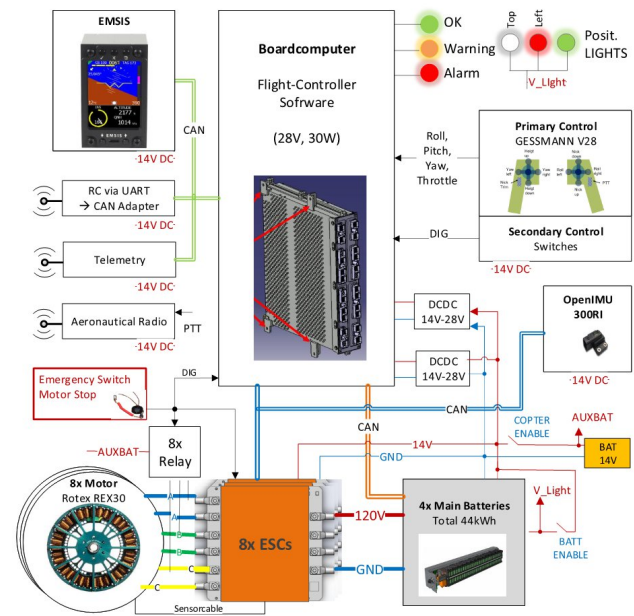 EMSIS
EMSIS
14V DC
CAN
RC via UART
→ CAN Adapter
14V DC
Telemetry
14V DC
Aeronautical Radio
14V DC
PTT
Boardcomputer
Flight-Controller
Sofrware
(28V, 30W)
OK
Warning
Alarm
Top
Left
Posit.
LIGHTS
V_LIght
Roll,
Pitch,
Yaw,
Throttle
Primary Control
GESSMANN V28
PTT
DIG
Secondary Control
Switches
14V DC
DCDC
14V-28V
DCDC
14V-28V
OpenIMU
300RI
14V DC
CAN
CAN
Emergency Switch
Motor Stop
DIG
AUXBAT
8x
Relay
14V
GND
COPTER
ENABLE
AUXBAT
BAT
14V
8x Motor
Rotex REX30
A
A
B
B
C
C
Sensorcable
8x ESCs
120V
GND
4x Main Batteries
Total 44kWh
V_Light
BATT
ENABLE